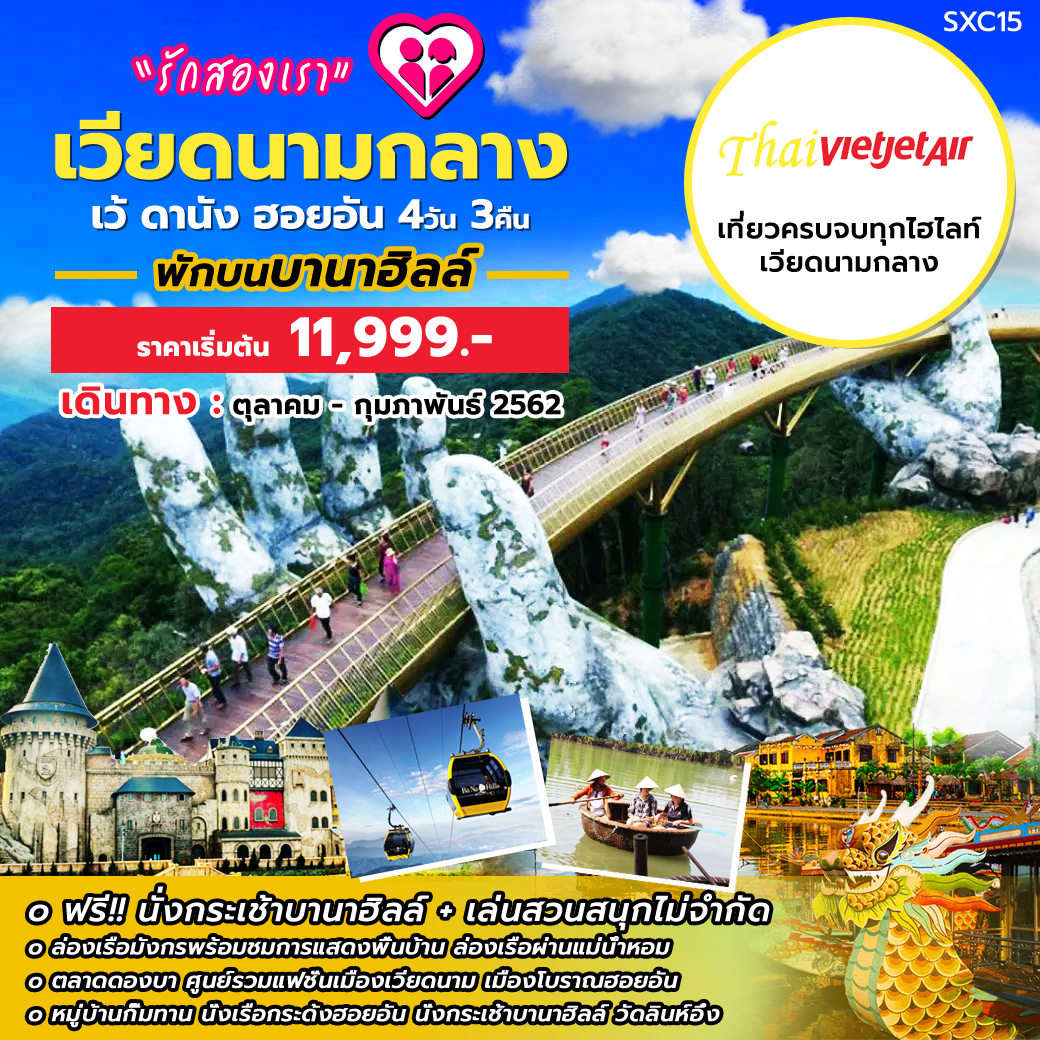 SXC15
"รักสองเรา"
เวียดนามกลาง
เว้ ดานัง ฮอยอัน 4วัน 3คืน
พักบนบานาฮิลล์
ราคาเริ่มต้น 11,999.-
เดินทาง : ตุลาคม - กุมภาพันธ์ 2562
Thaivietjet Air
เที่ยวครบจบทุกไฮไลท์
เวียดนามกลาง
Ba Na Hills
o ฟรี!! นั่งกระเช้าบานาฮิลล์ + เล่นสวนสนุกไม่จำกัด
o ล่องเรือมังกรพร้อมชมการแสดงพื้นบ้าน ล่องเรือผ่านแม่น้ำหอม
o ตลาดดองบา ศูนย์รวมแฟชั่นเมืองเวียดนาม เมืองโบราณฮอยอัน
o หมู่บ้านกั๊มทาน นั่งเรือกระด้งฮอยอัน นั่งกระเช้าบานาฮิลล์ วัดลินห์อึ๋ง